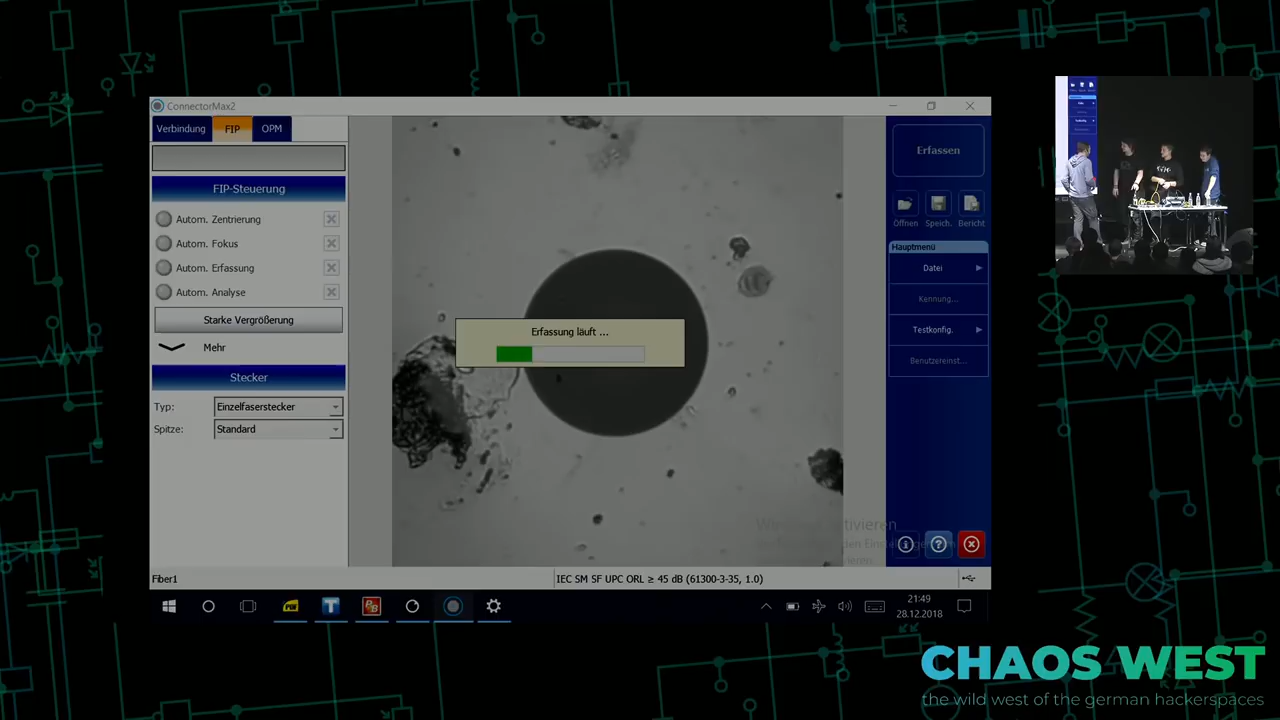 ConnectorMax2
Verbindung
FIP
OPM
FIP-Steuerung
Autom. Zentrierung
Autom. Fokus
Autom. Erfassung
Autom. Analyse
Starke Vergrößerung
Mehr
Stecker
Typ:
Einzelfaserstecker
Spitze:
Standard
Erfassung läuft ...
Erfassen
Öffnen
Speich.
Bericht
Hauptmenü
Datei
Kennung...
Testkonfig.
Benutzereinst...
Fiber1
IEC SM SF UPC ORL ≥ 45 dB (61300-3-35, 1.0)
21:49
28.12.2018
CHAOS WEST
the wild west of the german hackerspaces